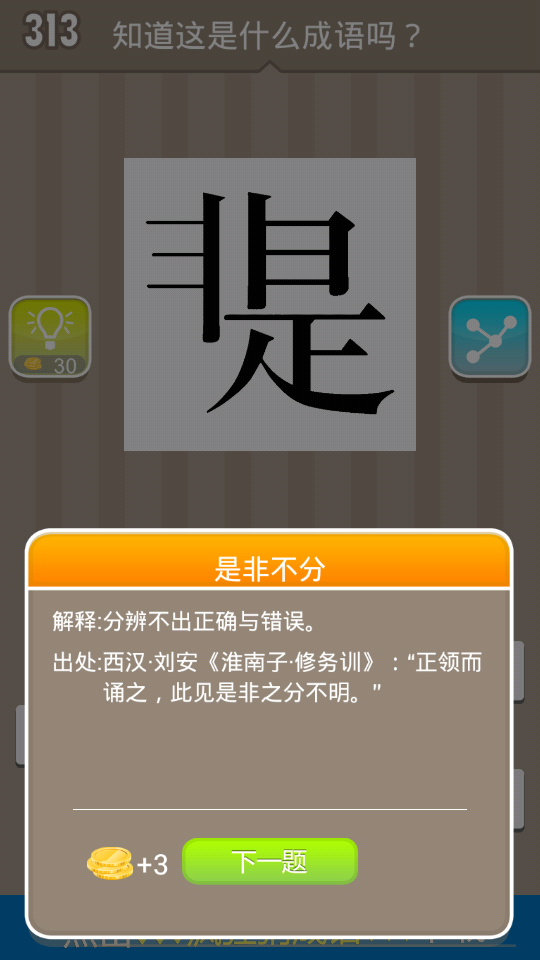 313 知道这是什么成语吗？
30
是非不分
解释:分辨不出正确与错误。
出处:西汉·刘安《淮南子·修务训》：“正领而
诵之，此见是非之分不明。”
+3 下一题